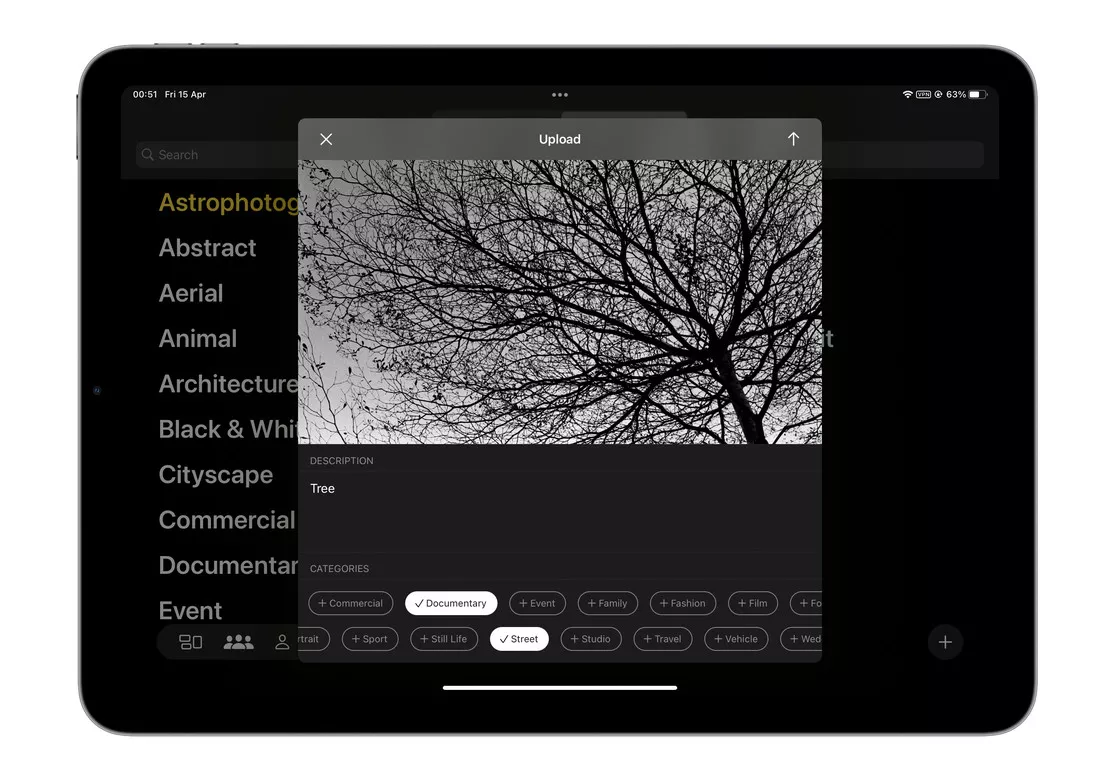 00:51 Fri 15 Apr
VPN 63%
Upload
Search
Astrophotog
Abstract
Aerial
Animal
Architecture
Black & Whit
Cityscape
Commercial
Documentar
Event
t
DESCRIPTION
Tree
CATEGORIES
+ Commercial ✓ Documentary + Event + Family + Fashion + Film + Fo
rtrait + Sport + Still Life ✓ Street + Studio + Travel + Vehicle + Wed